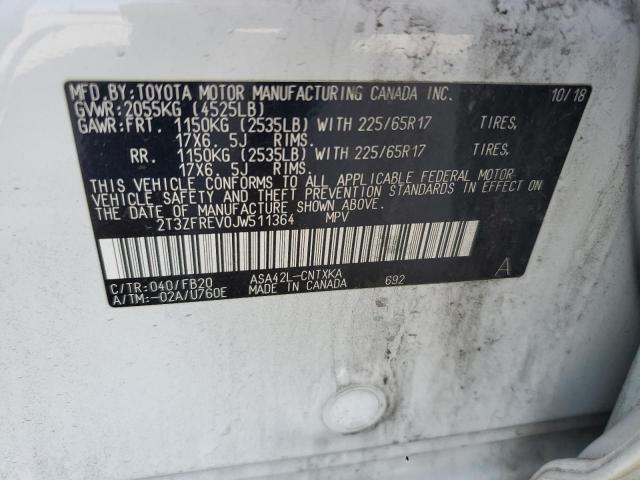 MFD.BY:TOYOTA MOTOR MANUFACTURING CANADA INC. 10/18
GVWR:2055KG (4525LB)
GAWR:FRT. 1150KG (2535LB) WITH 225/65R17 TIRES,
17X6. 5J RIMS.
RR. 1150KG (2535LB) WITH 225/65R17 TIRES,
17X6. 5J RIMS.
THIS VEHICLE CONFORMS TO ALL APPLICABLE FEDERAL MOTOR
VEHICLE SAFETY AND THEFT PREVENTION STANDARDS IN EFFECT ON
THE DATE OF MANUFACTURE SHOWN ABOVE.
2T3ZFREV0JW511364 MPV
C/TR:040/FB20 ASA42L-CNTXKA
A/TM:-02A/U760E MADE IN CANADA 692 A